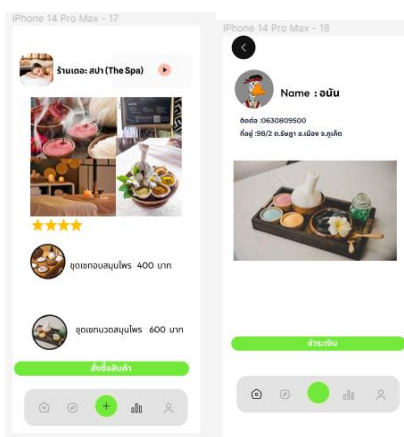 iPhone 14 Pro Max - 17
ร้านเดอะ สปา (The Spa)
ชุดเซทอบสมุนไพร 400 บาท
ชุดเซทนวดสมุนไพร 600 บาท
สั่งซื้อสินค้า
iPhone 14 Pro Max - 18
Name : อนัน
ติดต่อ :0630809500
ที่อยู่ :98/2 ต.รัษฎา อ.เมือง จ.ภูเก็ต
ชำระเงิน